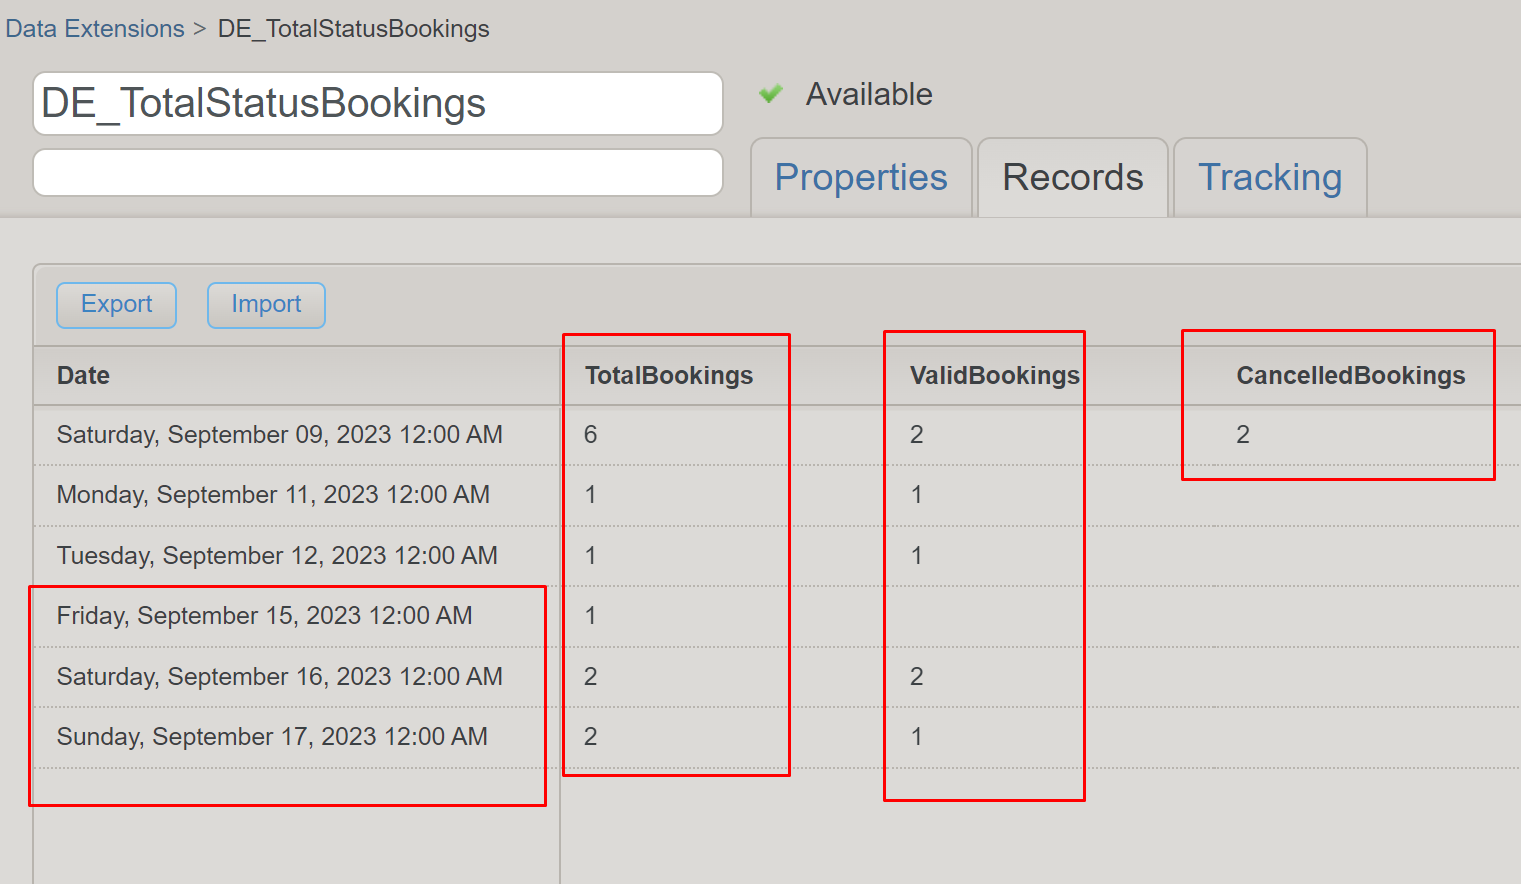 Data Extensions > DE_TotalStatusBookings
DE_TotalStatusBookings
Available
Properties Records Tracking
Export Import
Date TotalBookings ValidBookings CancelledBookings
Saturday, September 09, 2023 12:00 AM 6 2 2
Monday, September 11, 2023 12:00 AM 1 1
Tuesday, September 12, 2023 12:00 AM 1 1
Friday, September 15, 2023 12:00 AM 1
Saturday, September 16, 2023 12:00 AM 2 2
Sunday, September 17, 2023 12:00 AM 2 1